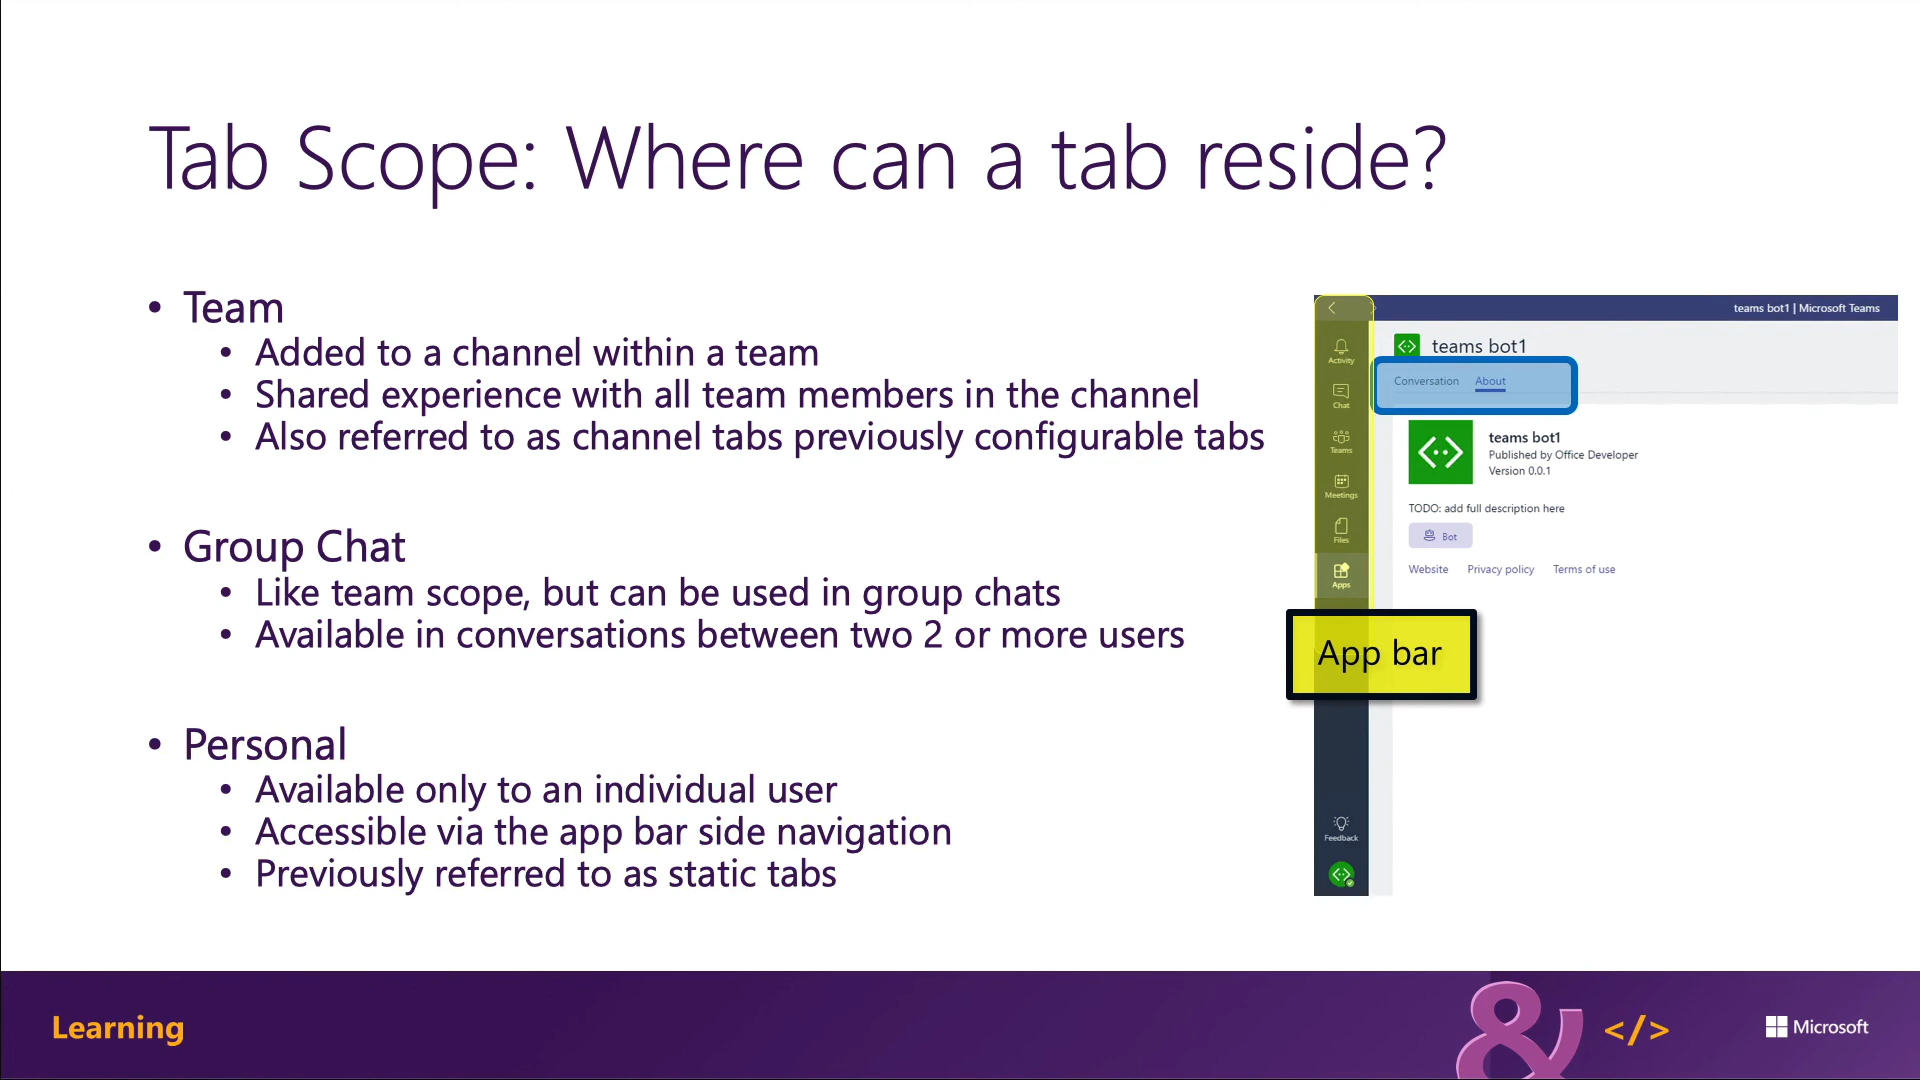 Tab Scope: Where can a tab reside?
• Team
• Added to a channel within a team
• Shared experience with all team members in the channel
• Also referred to as channel tabs previously configurable tabs
• Group Chat
• Like team scope, but can be used in group chats
• Available in conversations between two 2 or more users
• Personal
• Available only to an individual user
• Accessible via the app bar side navigation
• Previously referred to as static tabs
teams bot1 | Microsoft Teams
Activity
Chat
Teams
Meetings
Files
Apps
App bar
Feedback
teams bot1
Conversation About
teams bot1
Published by Office Developer
Version 0.0.1
TODO: add full description here
Bot
Website Privacy policy Terms of use
Learning
& </>
Microsoft